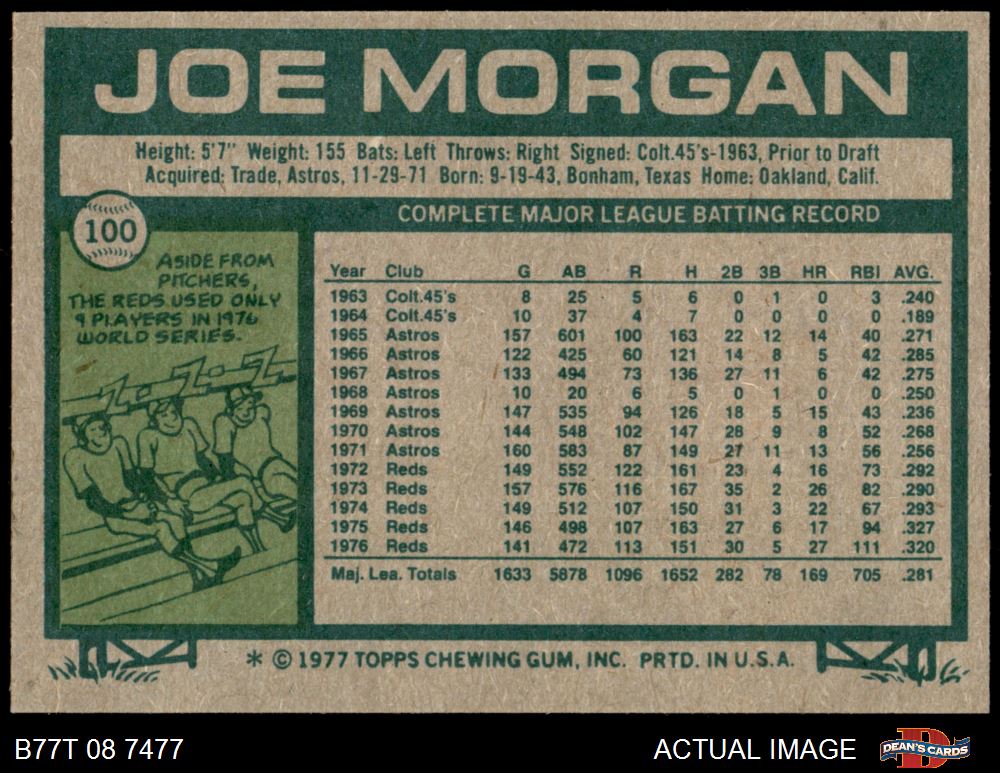 JOE MORGAN
Height: 5'7" Weight: 155 Bats: Left Throws: Right Signed: Colt.45's-1963, Prior to Draft
Acquired: Trade, Astros, 11-29-71 Born: 9-19-43, Bonham, Texas Home: Oakland, Calif.
100
COMPLETE MAJOR LEAGUE BATTING RECORD
ASIDE FROM
PITCHERS,
THE REDS USED ONLY
9 PLAYERS IN 1976
WORLD SERIES.
Z-Z-Z
Year Club G AB R H 2B 3B HR RBI AVG.
1963 Colt.45's 8 25 5 6 0 1 0 3 .240
1964 Colt.45's 10 37 4 7 0 0 0 0 .189
1965 Astros 157 601 100 163 22 12 14 40 .271
1966 Astros 122 425 60 121 14 8 5 42 .285
1967 Astros 133 494 73 136 27 11 6 42 .275
1968 Astros 10 20 6 5 0 1 0 0 .250
1969 Astros 147 535 94 126 18 5 15 43 .236
1970 Astros 144 548 102 147 28 9 8 52 .268
1971 Astros 160 583 87 149 27 11 13 56 .256
1972 Reds 149 552 122 161 23 4 16 73 .292
1973 Reds 157 576 116 167 35 2 26 82 .290
1974 Reds 149 512 107 150 31 3 22 67 .293
1975 Reds 146 498 107 163 27 6 17 94 .327
1976 Reds 141 472 113 151 30 5 27 111 .320
Maj. Lea. Totals 1633 5878 1096 1652 282 78 169 705 .281
* © 1977 TOPPS CHEWING GUM, INC. PRTD. IN U.S.A.
B77T 08 7477 ACTUAL IMAGE
DEAN'S CARDS